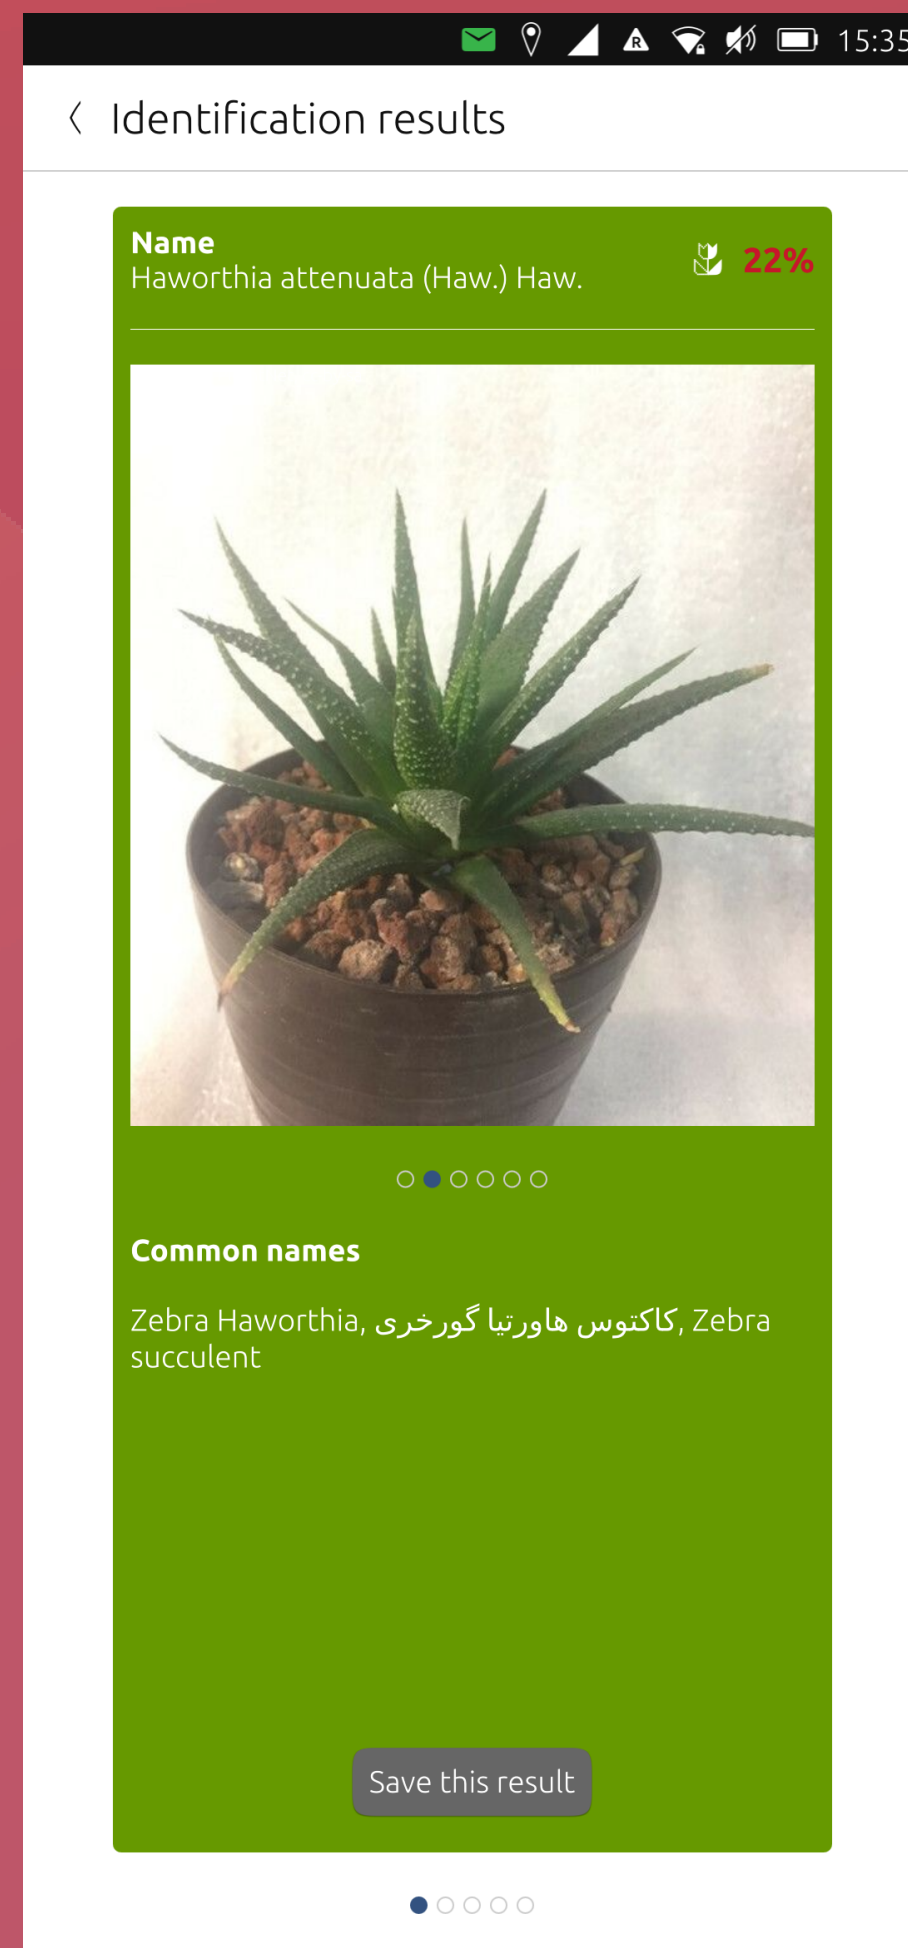 15:35
Identification results
Name
Haworthia attenuata (Haw.) Haw.
22%
Common names
Zebra Haworthia, کاکتوس هاورتیا گورخری, Zebra
succulent
Save this result